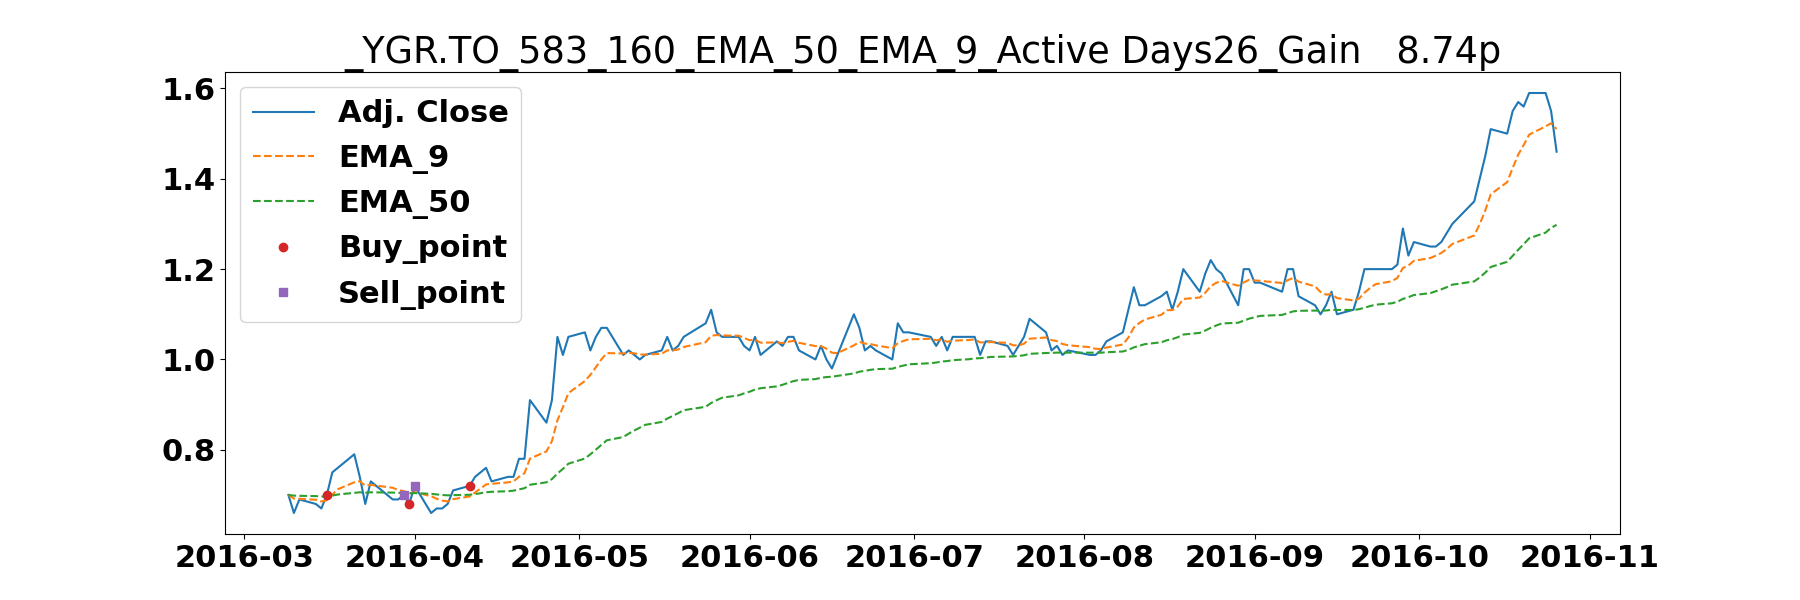 _YGR.TO_583_160_EMA_50_EMA_9_Active Days26_Gain   8.74p
1.6
1.4
1.2
1.0
0.8
Adj. Close
EMA_9
EMA_50
Buy_point
Sell_point
2016-03 2016-04 2016-05 2016-06 2016-07 2016-08 2016-09 2016-10 2016-11